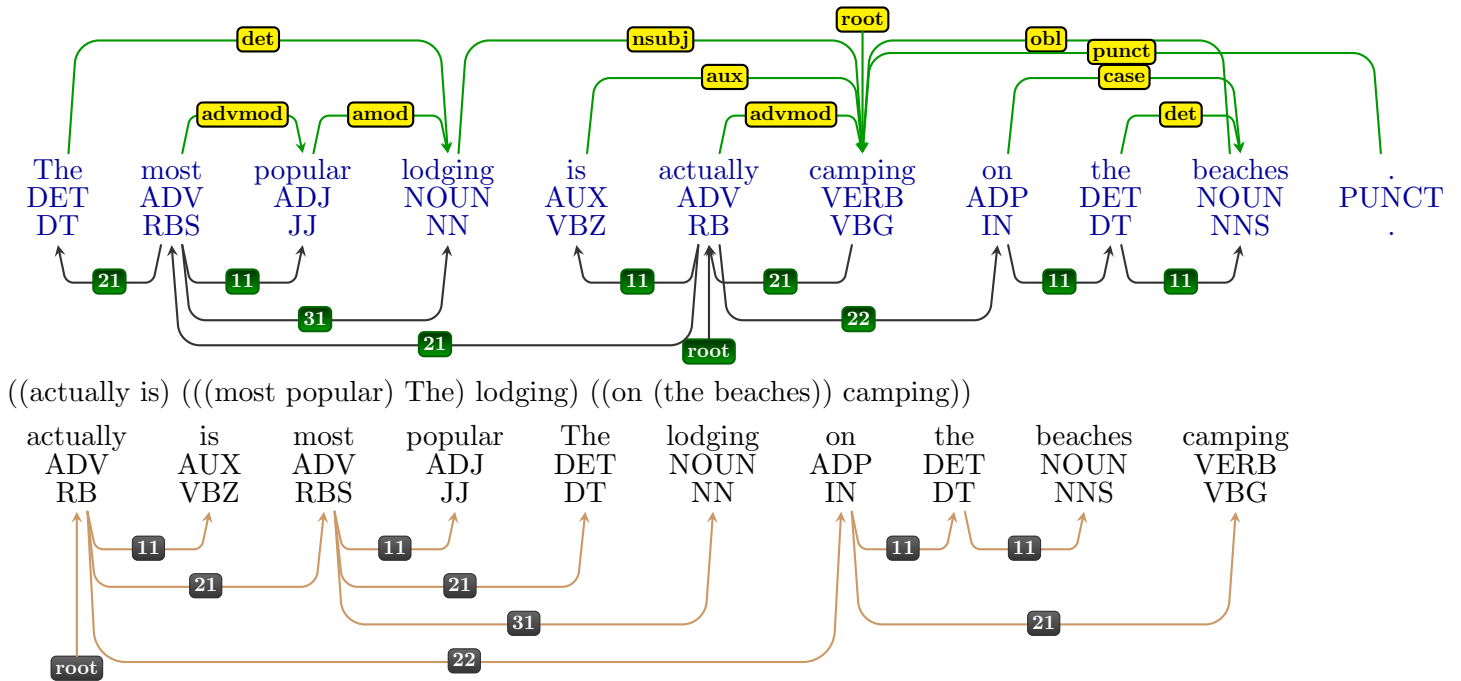 root
det nsubj obl
punct
aux case
advmod amod advmod det
The most popular lodging is actually camping on the beaches .
DET ADV ADJ NOUN AUX ADV VERB ADP DET NOUN PUNCT
DT RBS JJ NN VBZ RB VBG IN DT NNS .
21 11 11 21 11 11
31 22
21 root
((actually is) (((most popular) The) lodging) ((on (the beaches)) camping))
actually is most popular The lodging on the beaches camping
ADV AUX ADV ADJ DET NOUN ADP DET NOUN VERB
RB VBZ RBS JJ DT NN IN DT NNS VBG
11 11 11 11
21 21
31 21
root 22